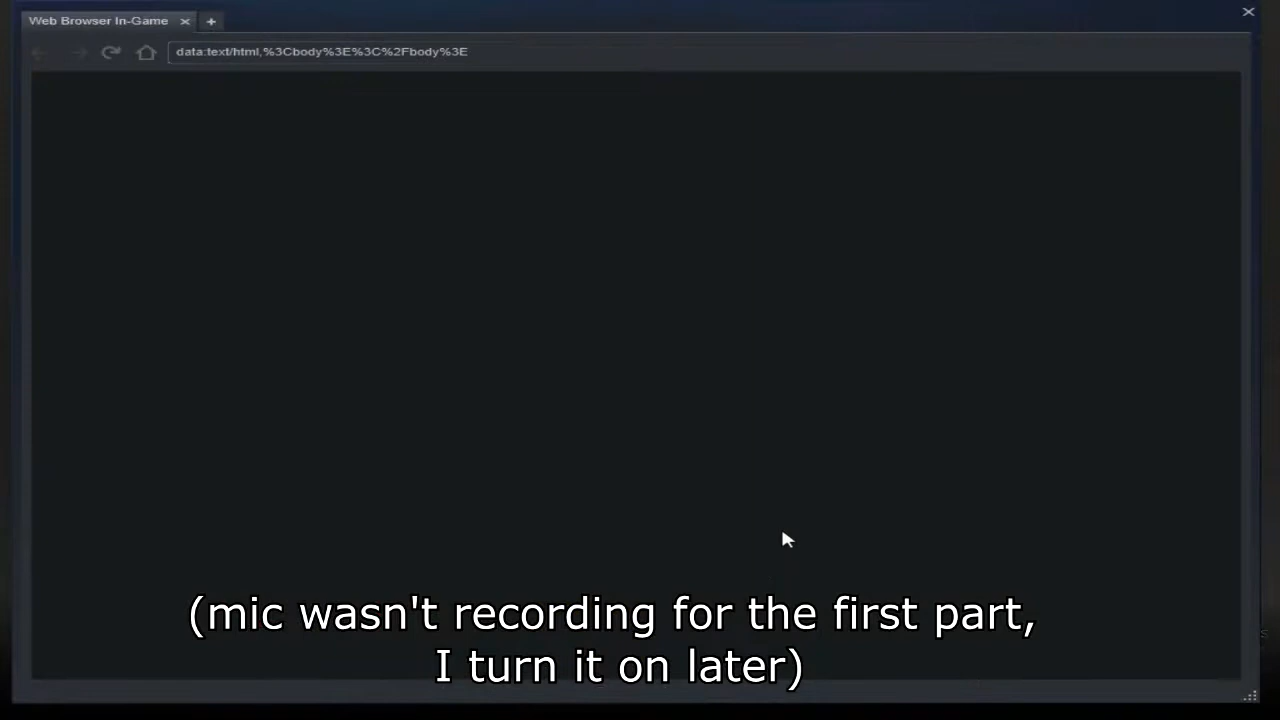 Web Browser In-Game
data:text/html,%3Cbody%3E%3C%2Fbody%3E
(mic wasn't recording for the first part,
I turn it on later)